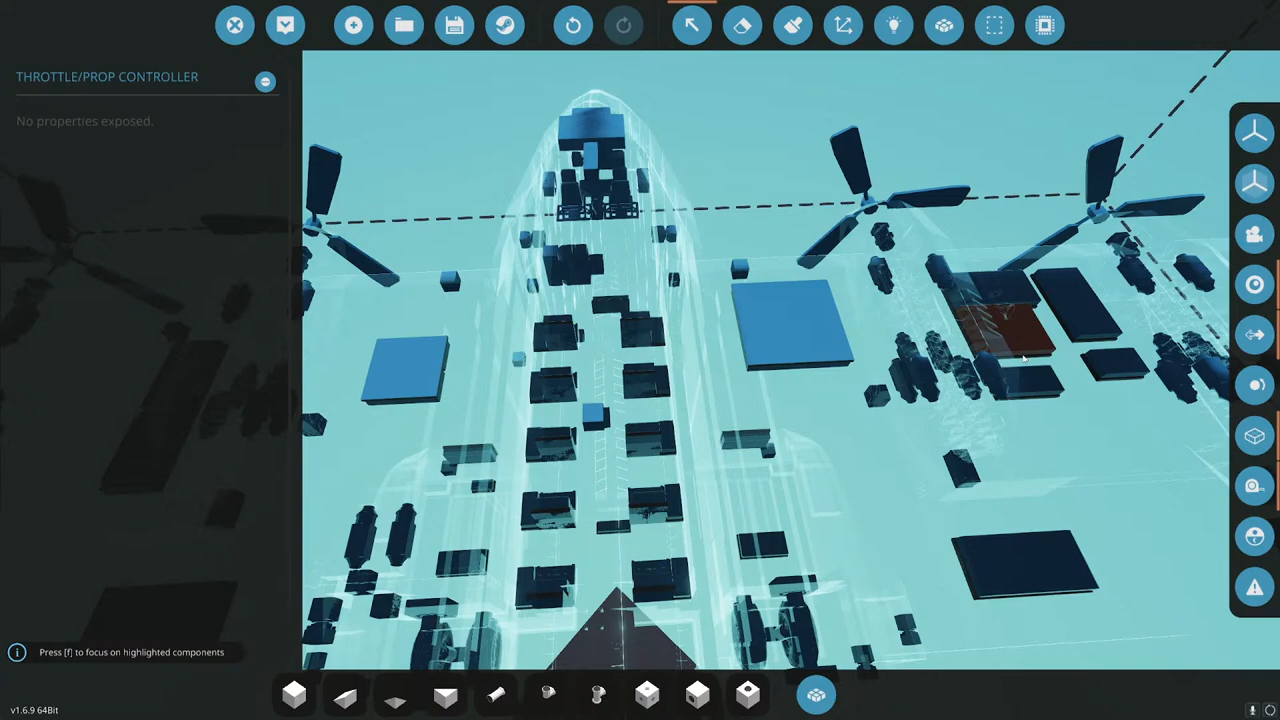 THROTTLE/PROP CONTROLLER
No properties exposed.
Press [f] to focus on highlighted components
v1.6.9 64Bit